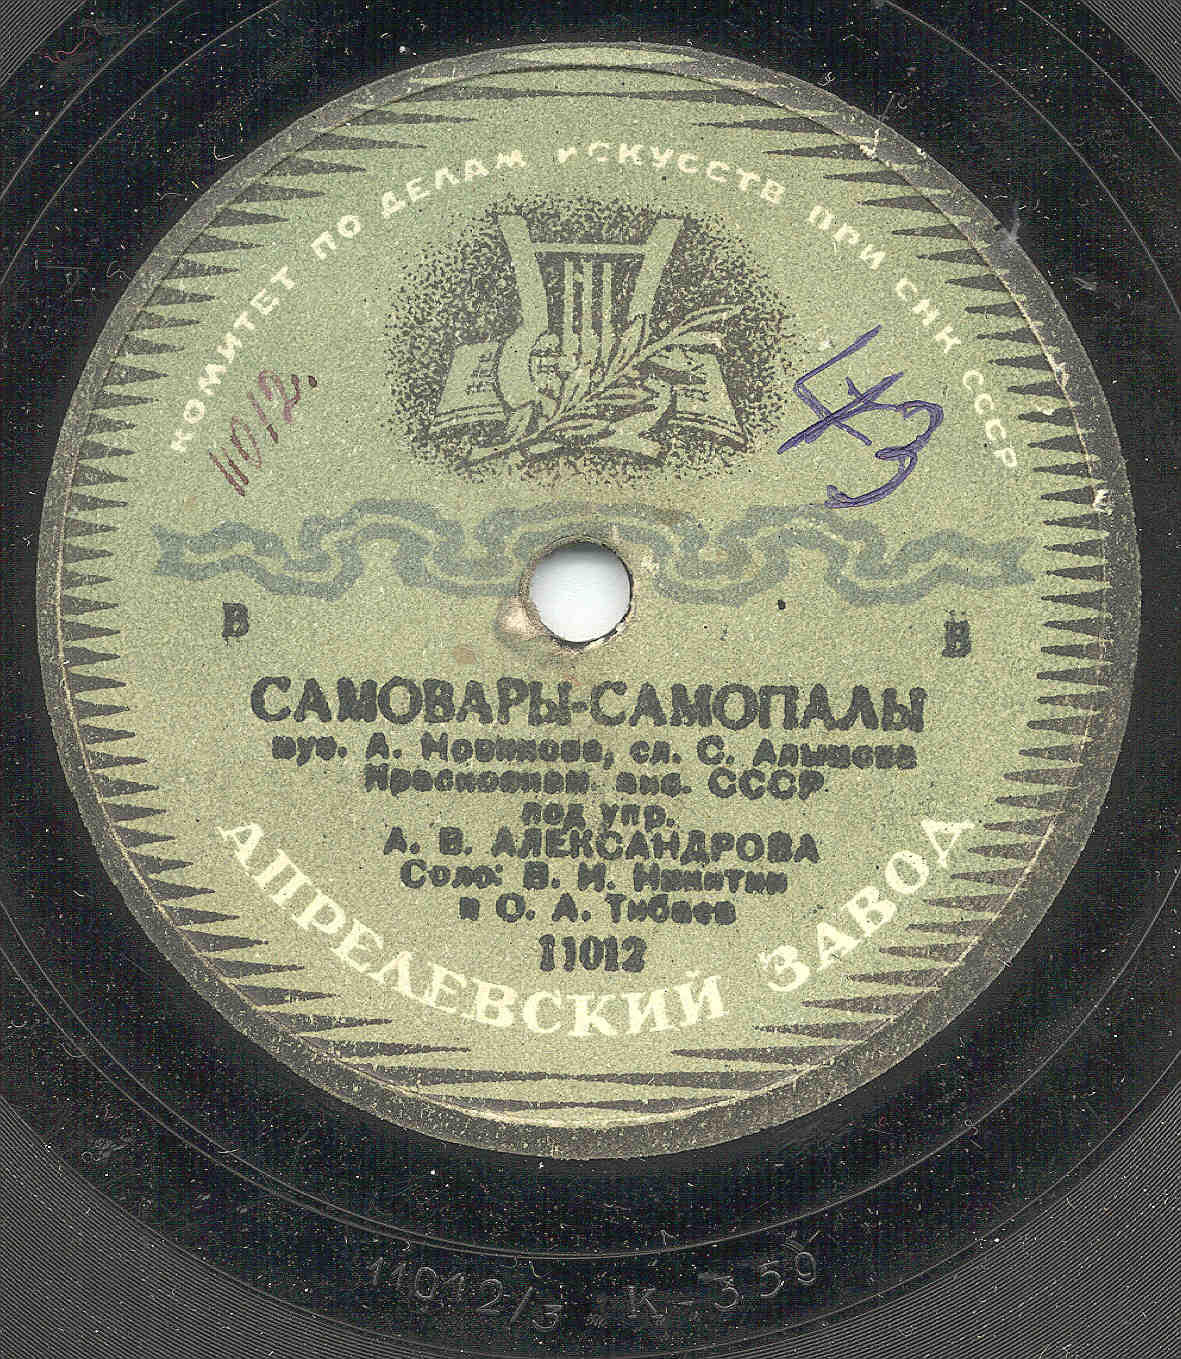 КОМИТЕТ ПО ДЕЛАМ ИСКУССТВ ПРИ СНК СССР
11012.
В В
САМОВАРЫ-САМОПАЛЫ
муз. А. Новикова, сл. С. Алымова
Краснознам. анс. СССР
под упр.
А. В. АЛЕКСАНДРОВА
Соло: В. И. Никитин
и О. А. Тибаев
11012
АПРЕЛЕВСКИЙ ЗАВОД
11012/3 К-359